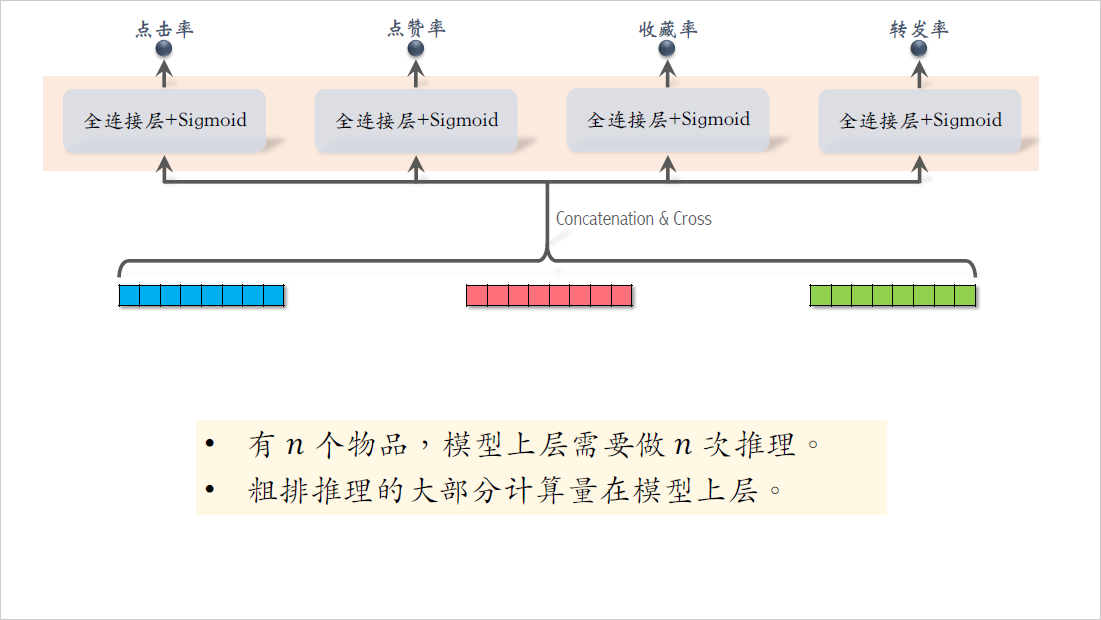 点击率 点赞率 收藏率 转发率
全连接层+Sigmoid 全连接层+Sigmoid 全连接层+Sigmoid 全连接层+Sigmoid
Concatenation & Cross
• 有 n 个物品，模型上层需要做 n 次推理。
• 粗排推理的大部分计算量在模型上层。